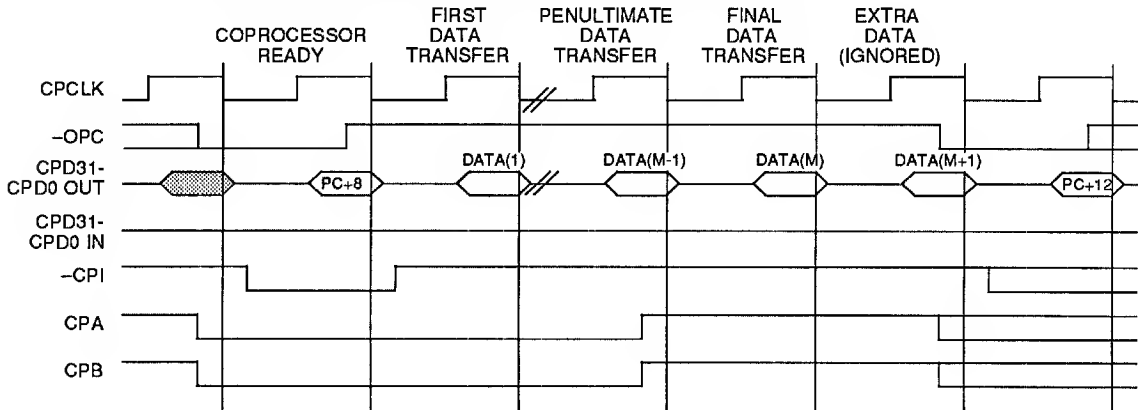 COPROCESSOR
READY
FIRST
DATA
TRANSFER
PENULTIMATE
DATA
TRANSFER
FINAL
DATA
TRANSFER
EXTRA
DATA
(IGNORED)
CPCLK
–OPC
CPD31-
CPD0 OUT
PC+8
DATA(1)
DATA(M-1)
DATA(M)
DATA(M+1)
PC+12
CPD31-
CPD0 IN
–CPI
CPA
CPB